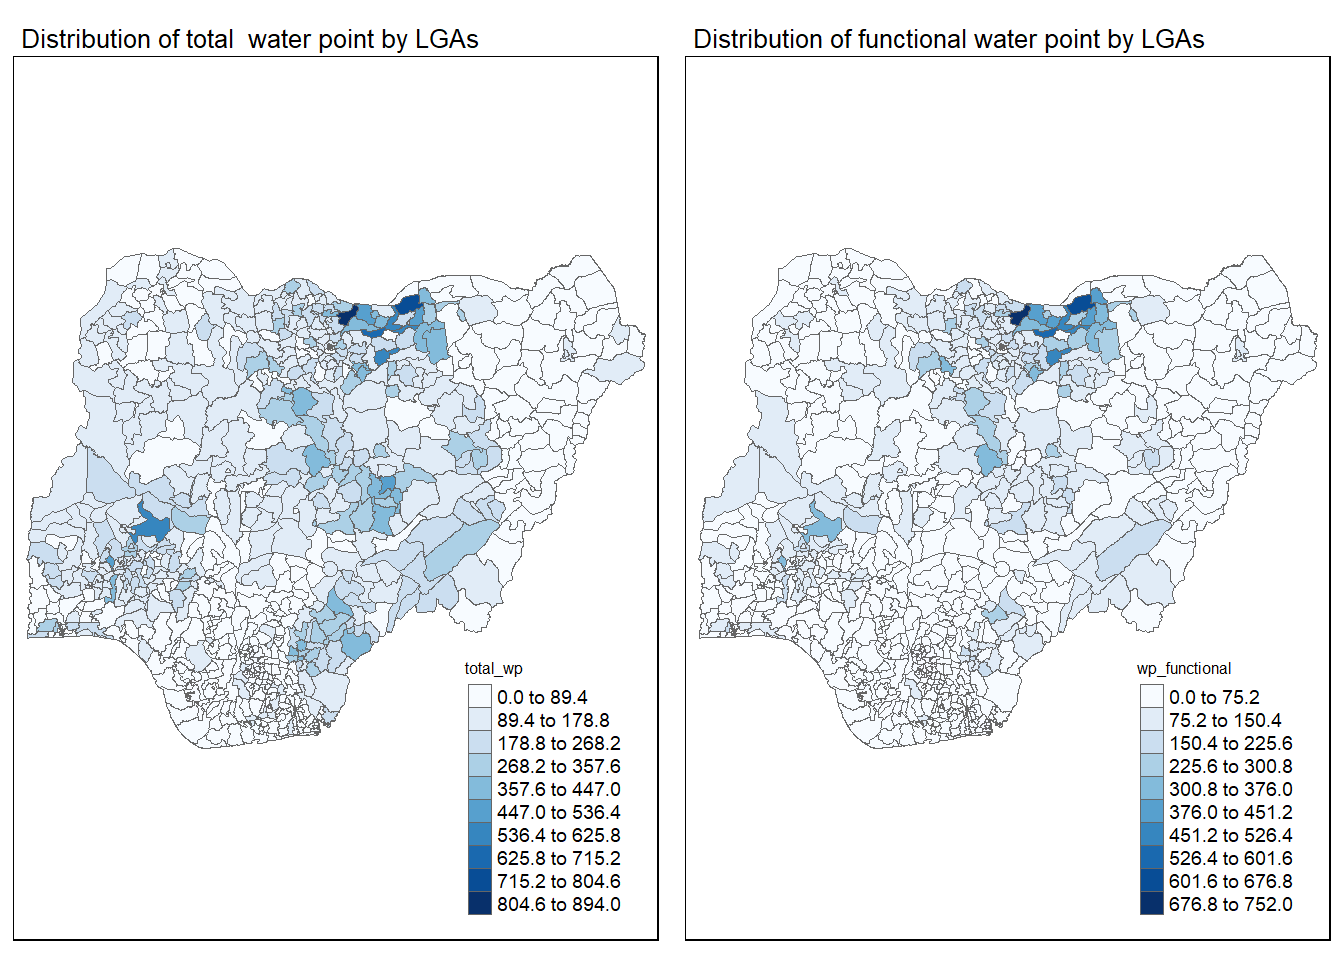 Distribution of total  water point by LGAs
total_wp
0.0 to 89.4
89.4 to 178.8
178.8 to 268.2
268.2 to 357.6
357.6 to 447.0
447.0 to 536.4
536.4 to 625.8
625.8 to 715.2
715.2 to 804.6
804.6 to 894.0
Distribution of functional water point by LGAs
wp_functional
0.0 to 75.2
75.2 to 150.4
150.4 to 225.6
225.6 to 300.8
300.8 to 376.0
376.0 to 451.2
451.2 to 526.4
526.4 to 601.6
601.6 to 676.8
676.8 to 752.0